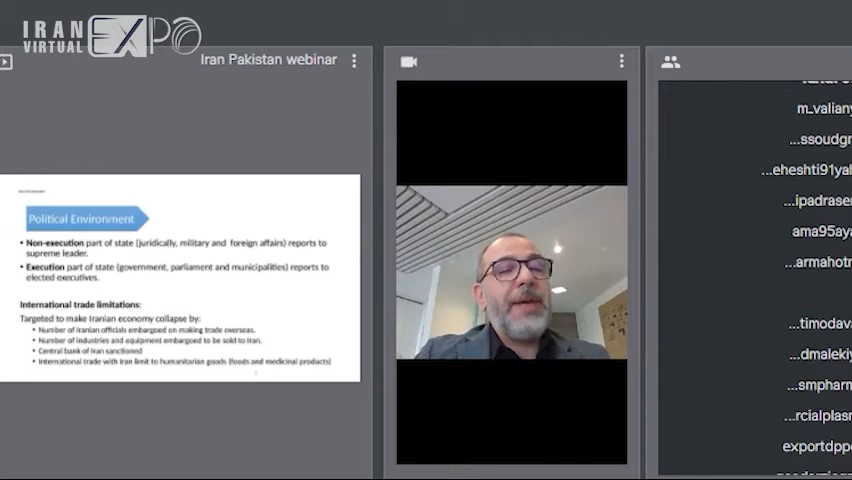 IRAN
VIRTUAL
EXPO
Iran Pakistan webinar
Political Environment
• Non-execution part of state (juridically, military and foreign affairs) reports to
supreme leader.
• Execution part of state (government, parliament and municipalities) reports to
elected executives.
International trade limitations:
Targeted to make Iranian economy collapse by:
• Number of Iranian officials embargoed on making trade overseas.
• Number of industries and equipment embargoed to be sold to Iran.
• Central bank of Iran sanctioned
• International trade with Iran limit to humanitarian goods (foods and medicinal products)
m_valiany
...ssoudgr
...eheshti91yah
...ipadraser
ama95aya
...armahotr
...timodava
...dmalekiy
...smpharm
...rcialplasr
exportdppo